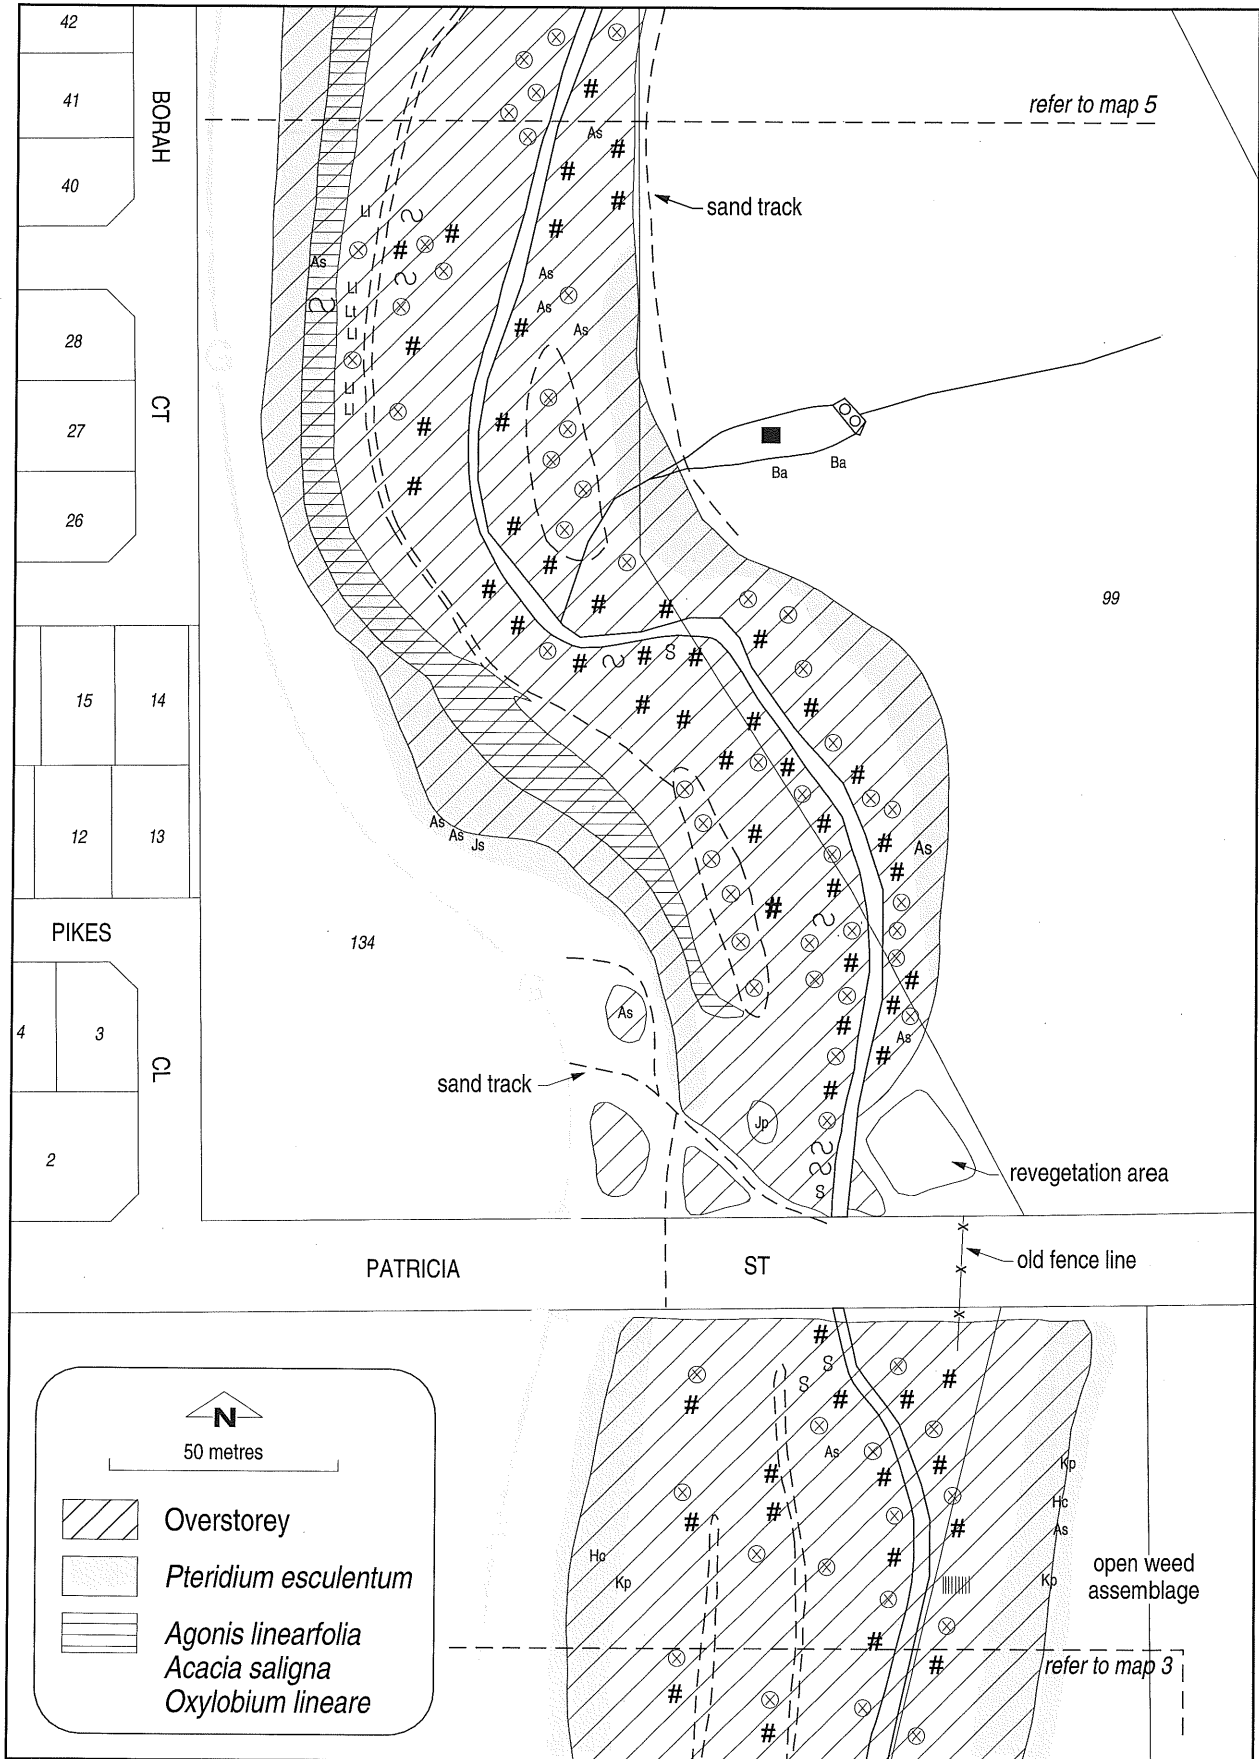 42
BORAH
41
refer to map 5
As
40
sand track
Ll
As
Ll
Lt
Ll
As
As
As
28
CT
Ll
Ll
27
Ba
Ba
26
99
15
14
12
13
As
As
Js
As
PIKES
134
4
3
As
As
CL
sand track
Jp
2
revegetation area
PATRICIA
ST
old fence line
N
50 metres
As
Kp
Hc
As
Overstorey
Hc
Kp
Kp
open weed
assemblage
Pteridium esculentum
Agonis linearfolia
Acacia saligna
Oxylobium lineare
refer to map 3